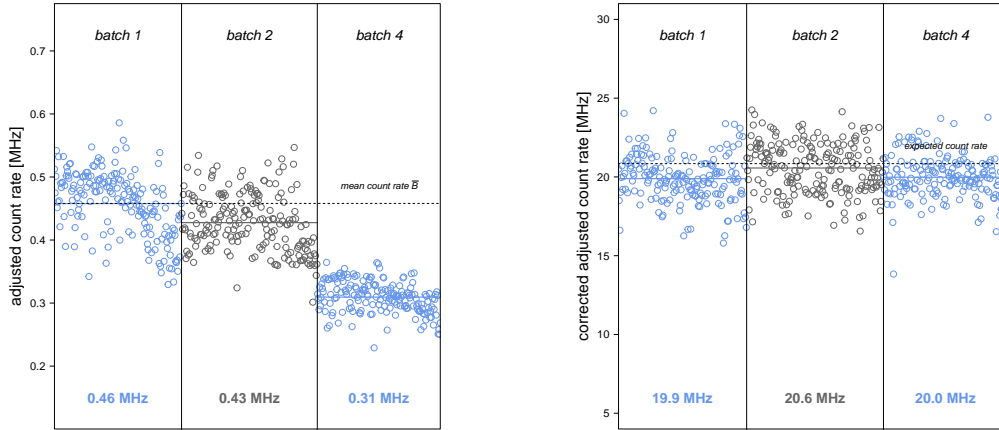 batch 1 batch 2 batch 4
0.7
0.6
0.5
0.4
0.3
0.2
adjusted count rate [MHz]
mean count rate B̅
0.46 MHz 0.43 MHz 0.31 MHz
batch 1 batch 2 batch 4
30
25
20
15
10
5
corrected adjusted count rate [MHz]
expected count rate
19.9 MHz 20.6 MHz 20.0 MHz